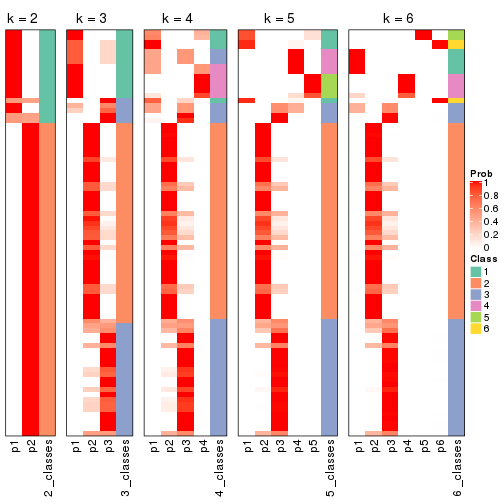 k = 2
k = 3
k = 4
k = 5
k = 6
p1
p2
2_classes
p1
p2
p3
3_classes
p1
p2
p3
p4
4_classes
p1
p2
p3
p4
p5
5_classes
p1
p2
p3
p4
p5
p6
6_classes
Prob
1
0.8
0.6
0.4
0.2
0
Class
1
2
3
4
5
6